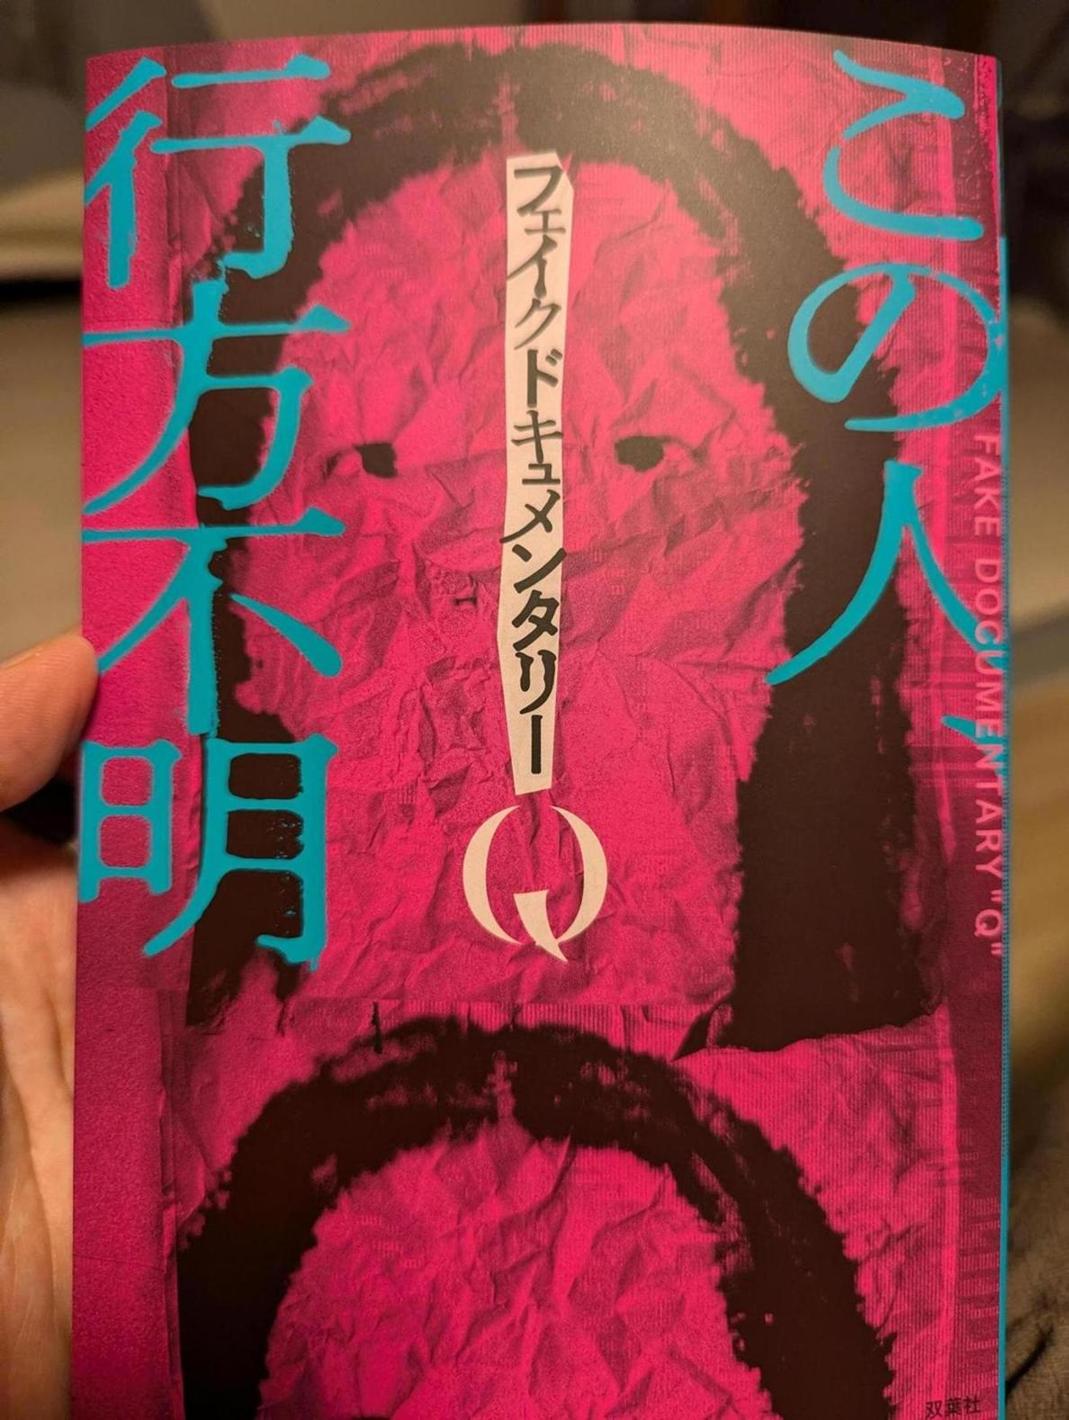 この人、
行方不明
フェイクドキュメンタリー
Q
FAKE DOCUMENTARY "Q"
双葉社